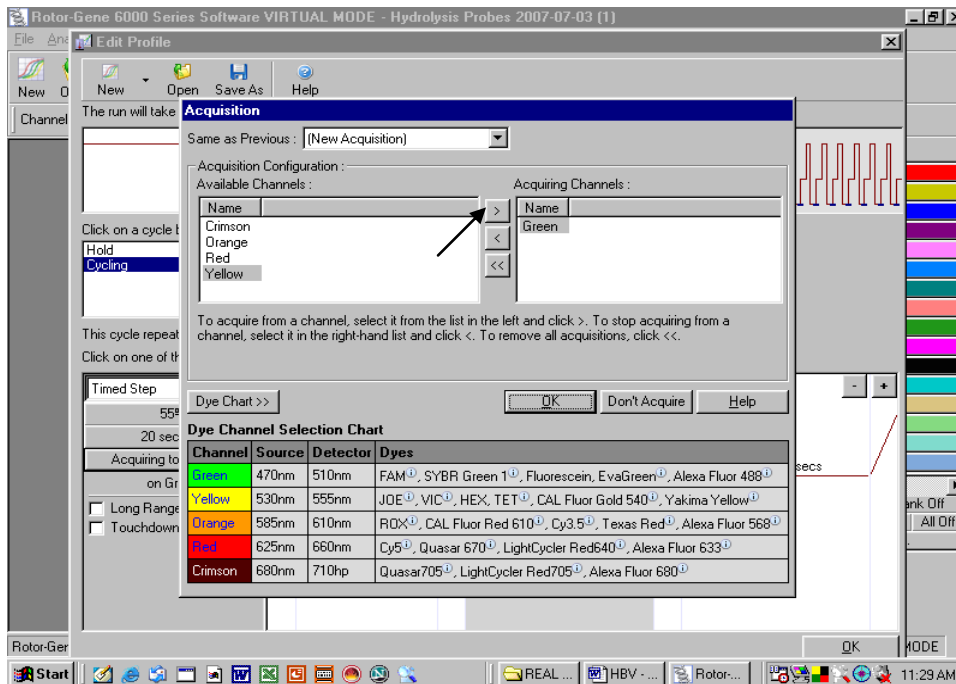 Rotor-Gene 6000 Series Software VIRTUAL MODE - Hydrolysis Probes 2007-07-03 (1)
File Ana
Edit Profile
New
New Open Save As Help
Channel
The run will take
Acquisition
Same as Previous : (New Acquisition)
Acquisition Configuration :
Available Channels : Acquiring Channels :
Name > Name
Crimson Green
Orange
Red <
Yellow <<
Click on a cycle b
Hold
Cycling
To acquire from a channel, select it from the list in the left and click >. To stop acquiring from a
channel, select it in the right-hand list and click <. To remove all acquisitions, click <<.
This cycle repeat
Click on one of th
Timed Step
- +
Dye Chart >> OK Don't Acquire Help
55º
20 sec
Acquiring to
on Gr
Long Range
Touchdown
Dye Channel Selection Chart
Channel Source Detector Dyes
Green 470nm 510nm FAM, SYBR Green 1, Fluorescein, EvaGreen, Alexa Fluor 488
Yellow 530nm 555nm JOE, VIC, HEX, TET, CAL Fluor Gold 540, Yakima Yellow
Orange 585nm 610nm ROX, CAL Fluor Red 610, Cy3.5, Texas Red, Alexa Fluor 568
Red 625nm 660nm Cy5, Quasar 670, LightCycler Red640, Alexa Fluor 633
Crimson 680nm 710hp Quasar705, LightCycler Red705, Alexa Fluor 680
secs
ank Off
All Off
OK
Rotor-Ger
MODE
Start REAL ... HBV - ... Rotor-... 11:29 AM